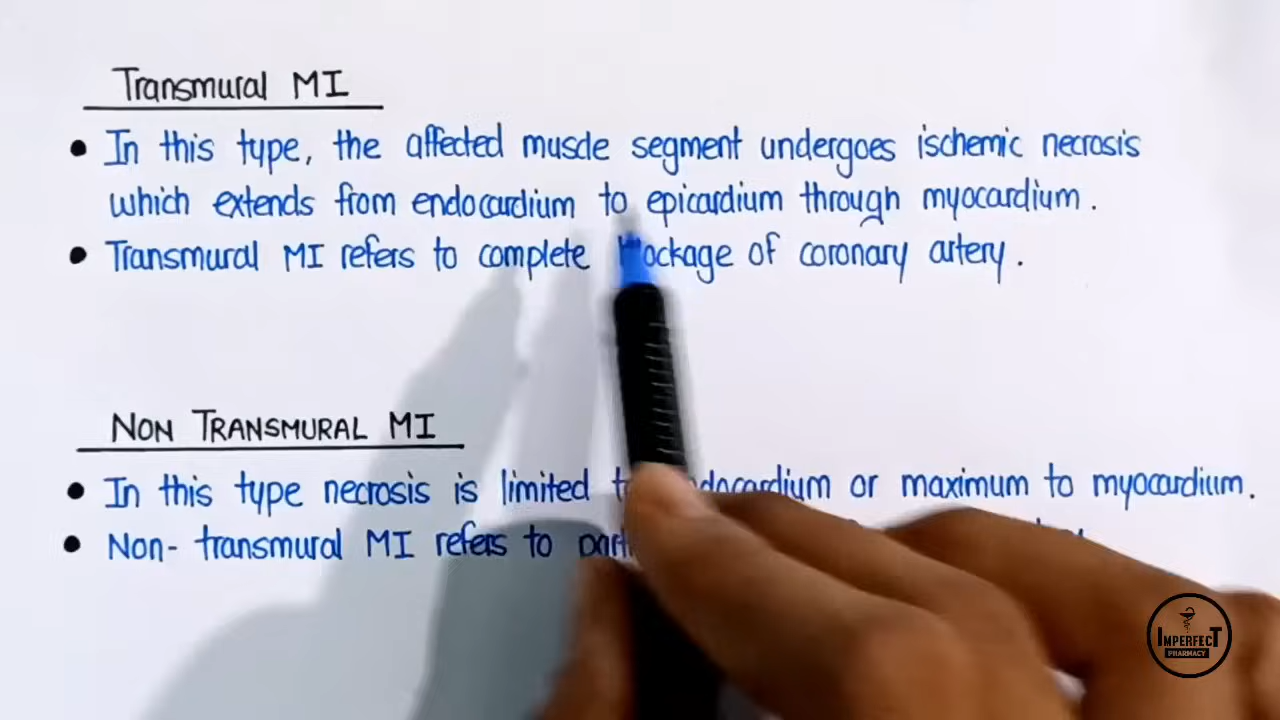 Transmural MI
• In this type, the affected muscle segment undergoes ischemic necrosis
which extends from endocardium to epicardium through myocardium.
• Transmural MI refers to complete blockage of coronary artery.
NON TRANSMURAL MI
• In this type necrosis is limited endocardium or maximum to myocardium.
• Non-transmural MI refers to
IMPERFECT
PHARMACY